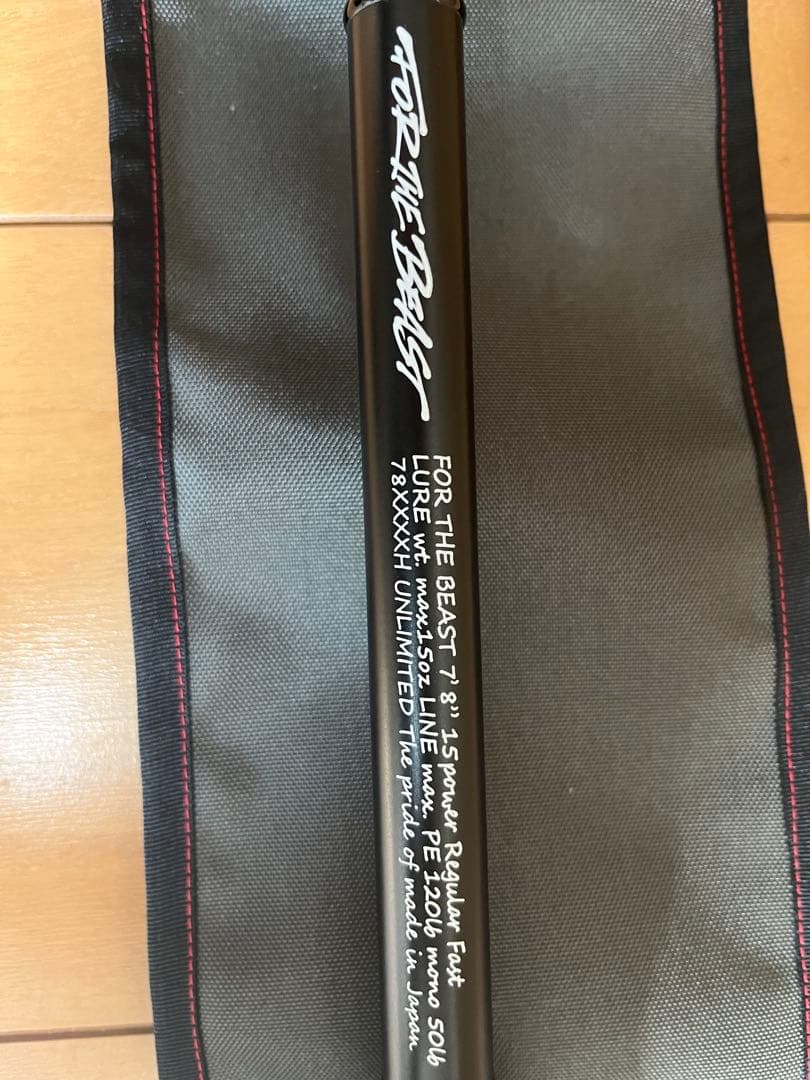 FOR THE BEAST
FOR THE BEAST 7'8" 15power Regular Fast
LURE wt. max15oz LINE max. PE 120lb mono 50lb
78XXXXH UNLIMITED The pride of made in Japan